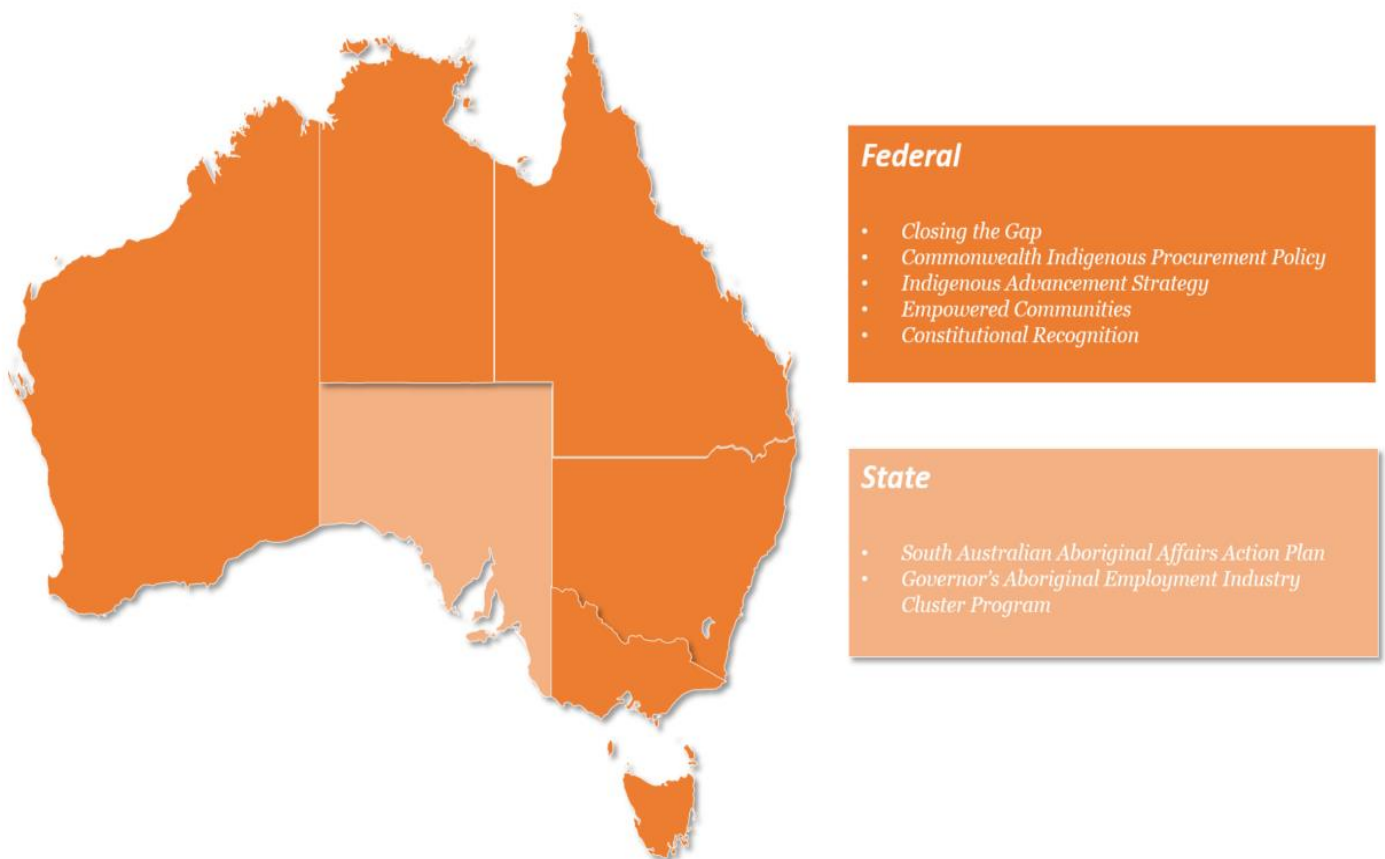 Federal
• Closing the Gap
• Commonwealth Indigenous Procurement Policy
• Indigenous Advancement Strategy
• Empowered Communities
• Constitutional Recognition
State
• South Australian Aboriginal Affairs Action Plan
• Governor's Aboriginal Employment Industry
Cluster Program